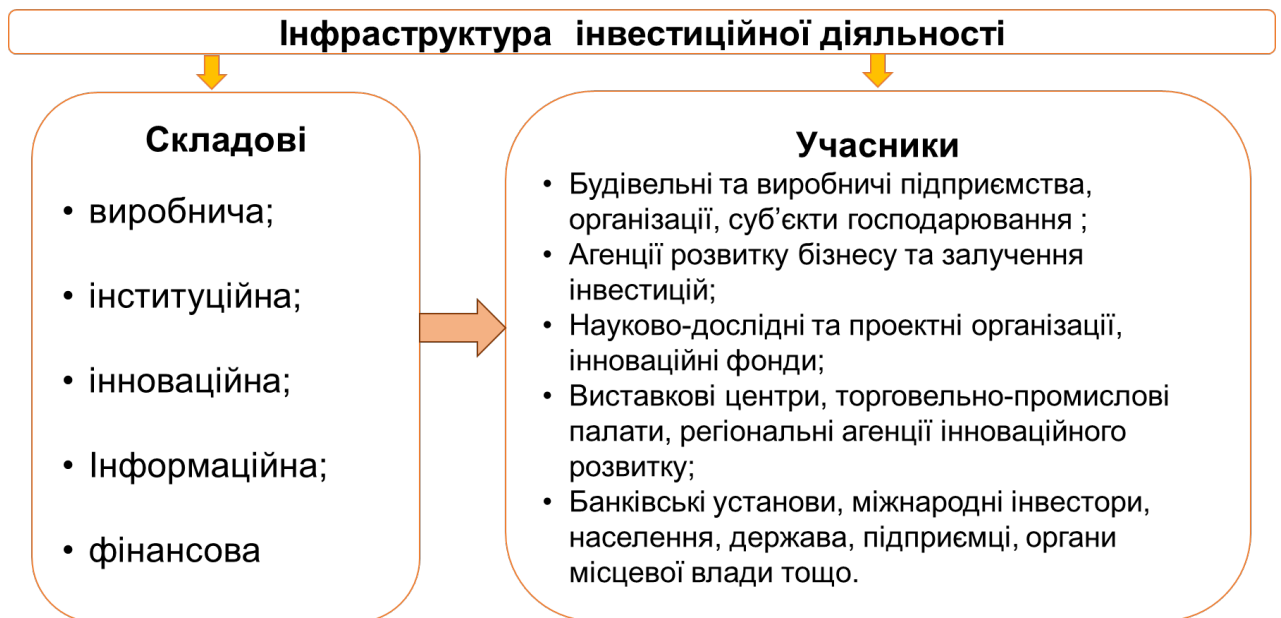 Інфраструктура інвестиційної діяльності
Складові
• виробнича;
• інституційна;
• інноваційна;
• Інформаційна;
• фінансова
Учасники
• Будівельні та виробничі підприємства,
організації, суб’єкти господарювання ;
• Агенції розвитку бізнесу та залучення
інвестицій;
• Науково-дослідні та проектні організації,
інноваційні фонди;
• Виставкові центри, торговельно-промислові
палати, регіональні агенції інноваційного
розвитку;
• Банківські установи, міжнародні інвестори,
населення, держава, підприємці, органи
місцевої влади тощо.